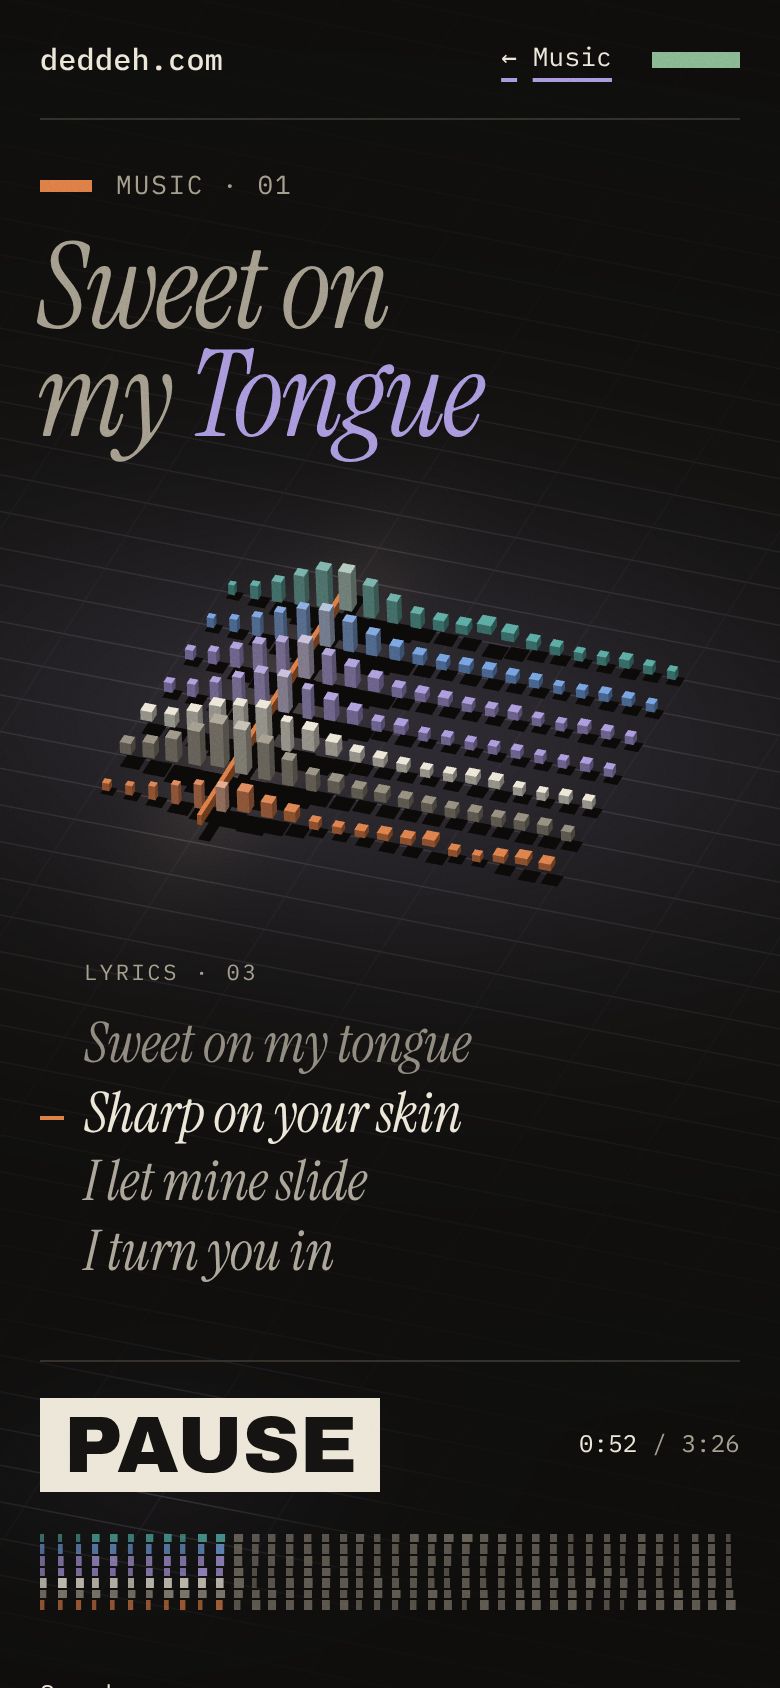 deddeh.com
← Music
MUSIC · 01
Sweet on
my Tongue
LYRICS · 03
Sweet on my tongue
Sharp on your skin
I let mine slide
I turn you in
PAUSE
0:52 / 3:26